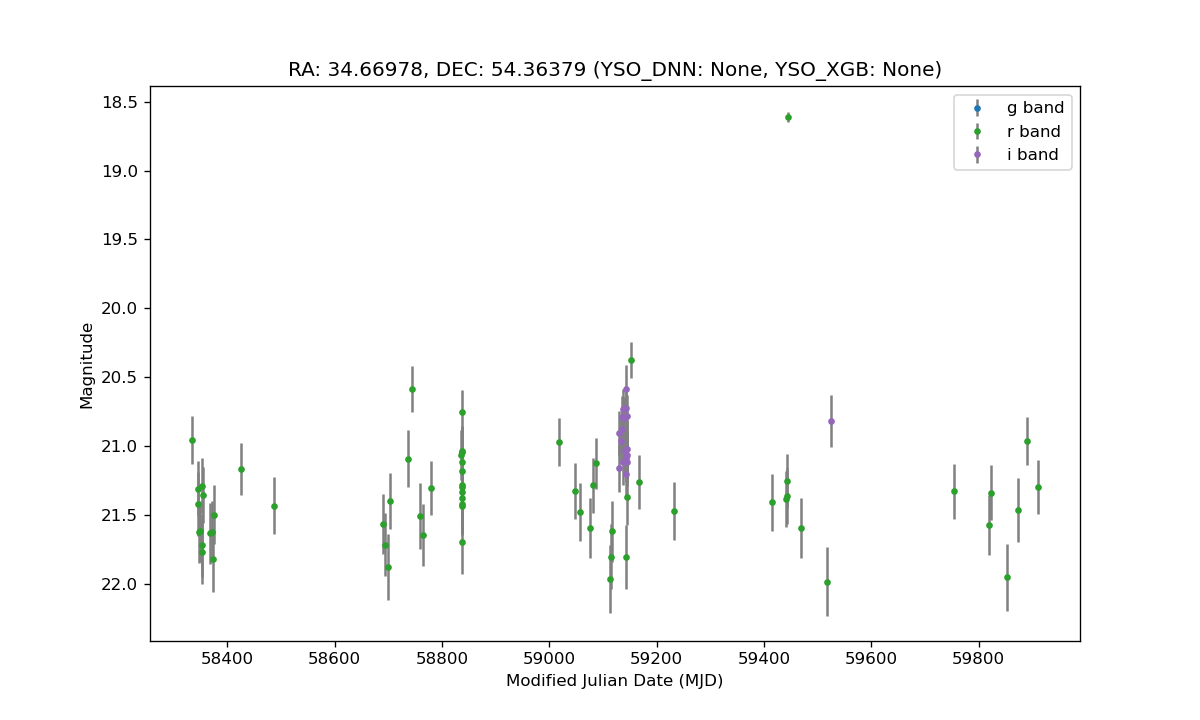 RA: 34.66978, DEC: 54.36379 (YSO_DNN: None, YSO_XGB: None)
g band
r band
i band
18.5
19.0
19.5
20.0
20.5
21.0
21.5
22.0
Magnitude
58400 58600 58800 59000 59200 59400 59600 59800
Modified Julian Date (MJD)